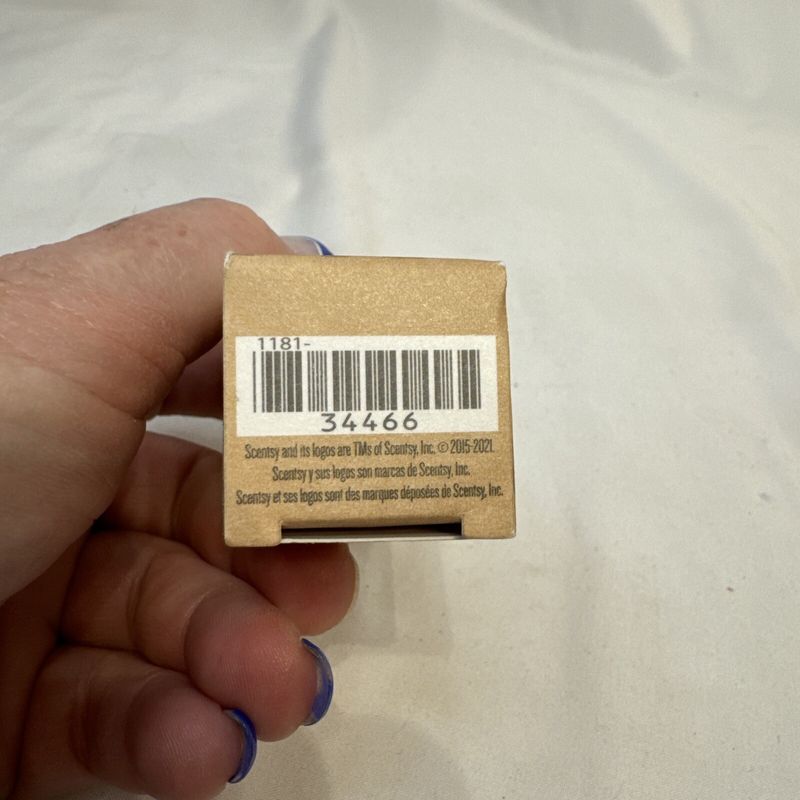 1181-
34466
Scentsy and its logos are TMs of Scentsy, Inc. © 2015-2021
Scentsy y sus logos son marcas de Scentsy, Inc.
Scentsy et ses logos sont des marques déposées de Scentsy, Inc.